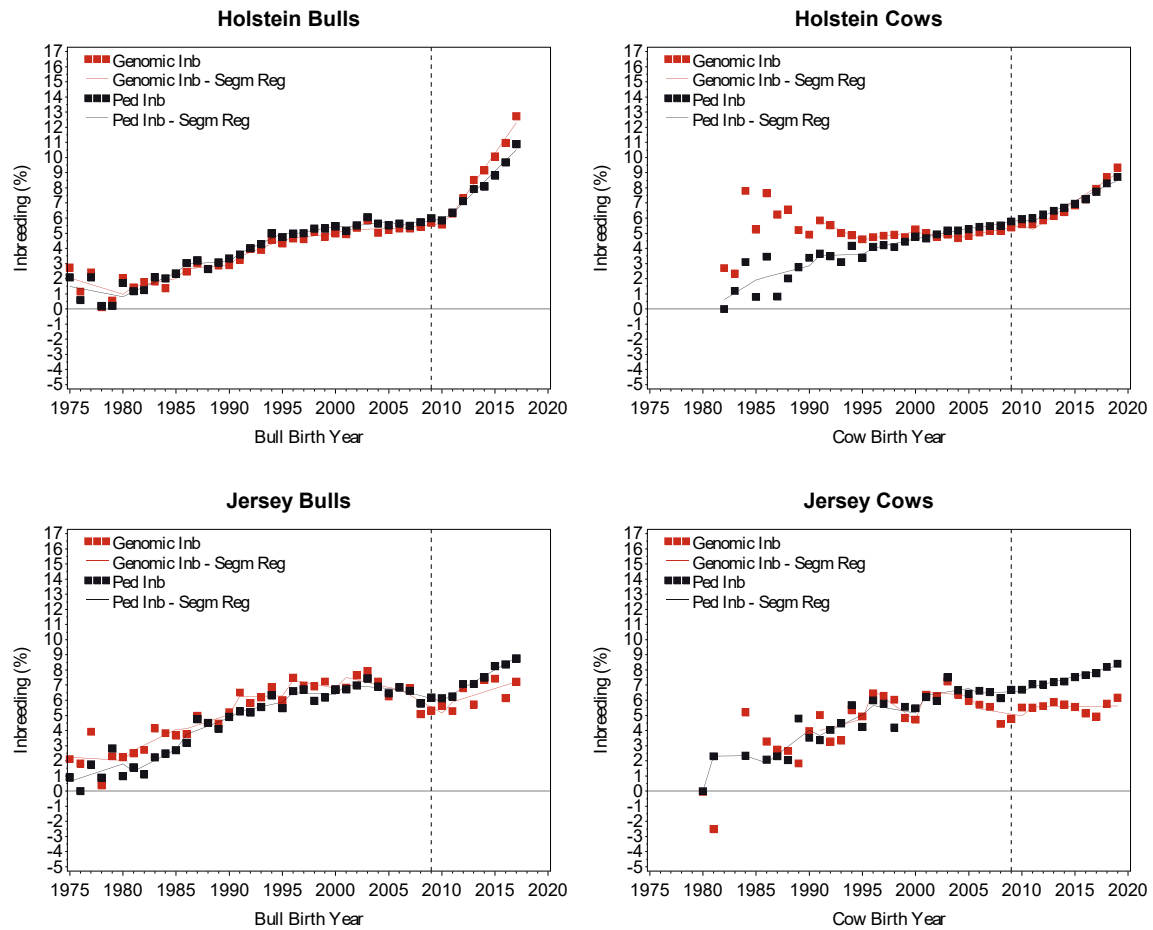 Holstein Bulls
17
16
15
14
13
12
11
10
9
8
7
6
5
4
3
2
1
0
-1
-2
-3
-4
-5
Inbreeding (%)
Genomic Inb
Genomic Inb - Segm Reg
Ped Inb
Ped Inb - Segm Reg
1975 1980 1985 1990 1995 2000 2005 2010 2015 2020
Bull Birth Year
Holstein Cows
17
16
15
14
13
12
11
10
9
8
7
6
5
4
3
2
1
0
-1
-2
-3
-4
-5
Inbreeding (%)
Genomic Inb
Genomic Inb - Segm Reg
Ped Inb
Ped Inb - Segm Reg
1975 1980 1985 1990 1995 2000 2005 2010 2015 2020
Cow Birth Year
Jersey Bulls
17
16
15
14
13
12
11
10
9
8
7
6
5
4
3
2
1
0
-1
-2
-3
-4
-5
Inbreeding (%)
Genomic Inb
Genomic Inb - Segm Reg
Ped Inb
Ped Inb - Segm Reg
1975 1980 1985 1990 1995 2000 2005 2010 2015 2020
Bull Birth Year
Jersey Cows
17
16
15
14
13
12
11
10
9
8
7
6
5
4
3
2
1
0
-1
-2
-3
-4
-5
Inbreeding (%)
Genomic Inb
Genomic Inb - Segm Reg
Ped Inb
Ped Inb - Segm Reg
1975 1980 1985 1990 1995 2000 2005 2010 2015 2020
Cow Birth Year